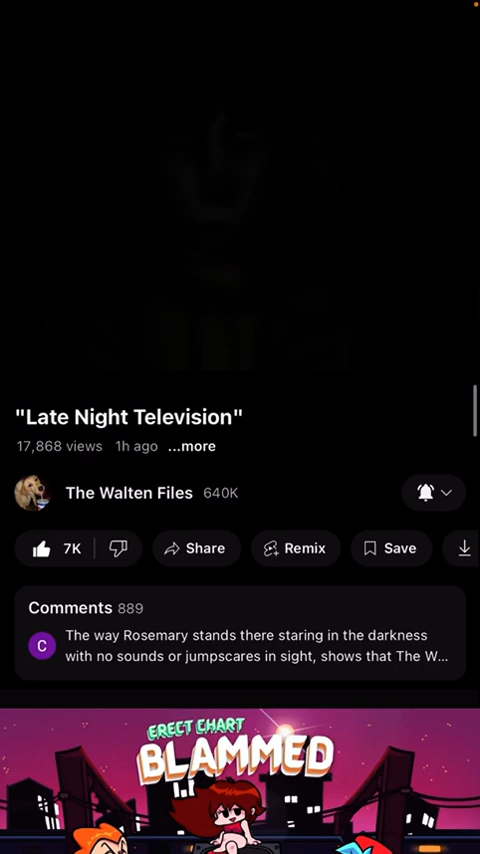 "Late Night Television"
17,868 views 1h ago ...more
The Walten Files 640K
7K Share Remix Save
Comments 889
C
The way Rosemary stands there staring in the darkness
with no sounds or jumpscares in sight, shows that The W...
ERECT CHART
BLAMMED